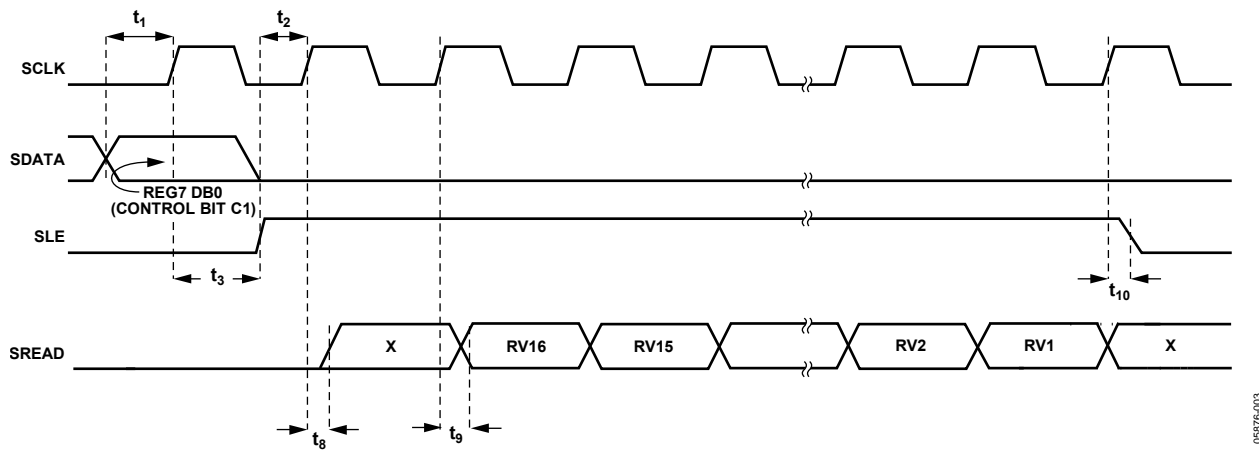 t1
t2
SCLK
SDATA
REG7 DB0
(CONTROL BIT C1)
SLE
t3
t10
SREAD
X
RV16
RV15
RV2
RV1
X
t8
t9
05876-003